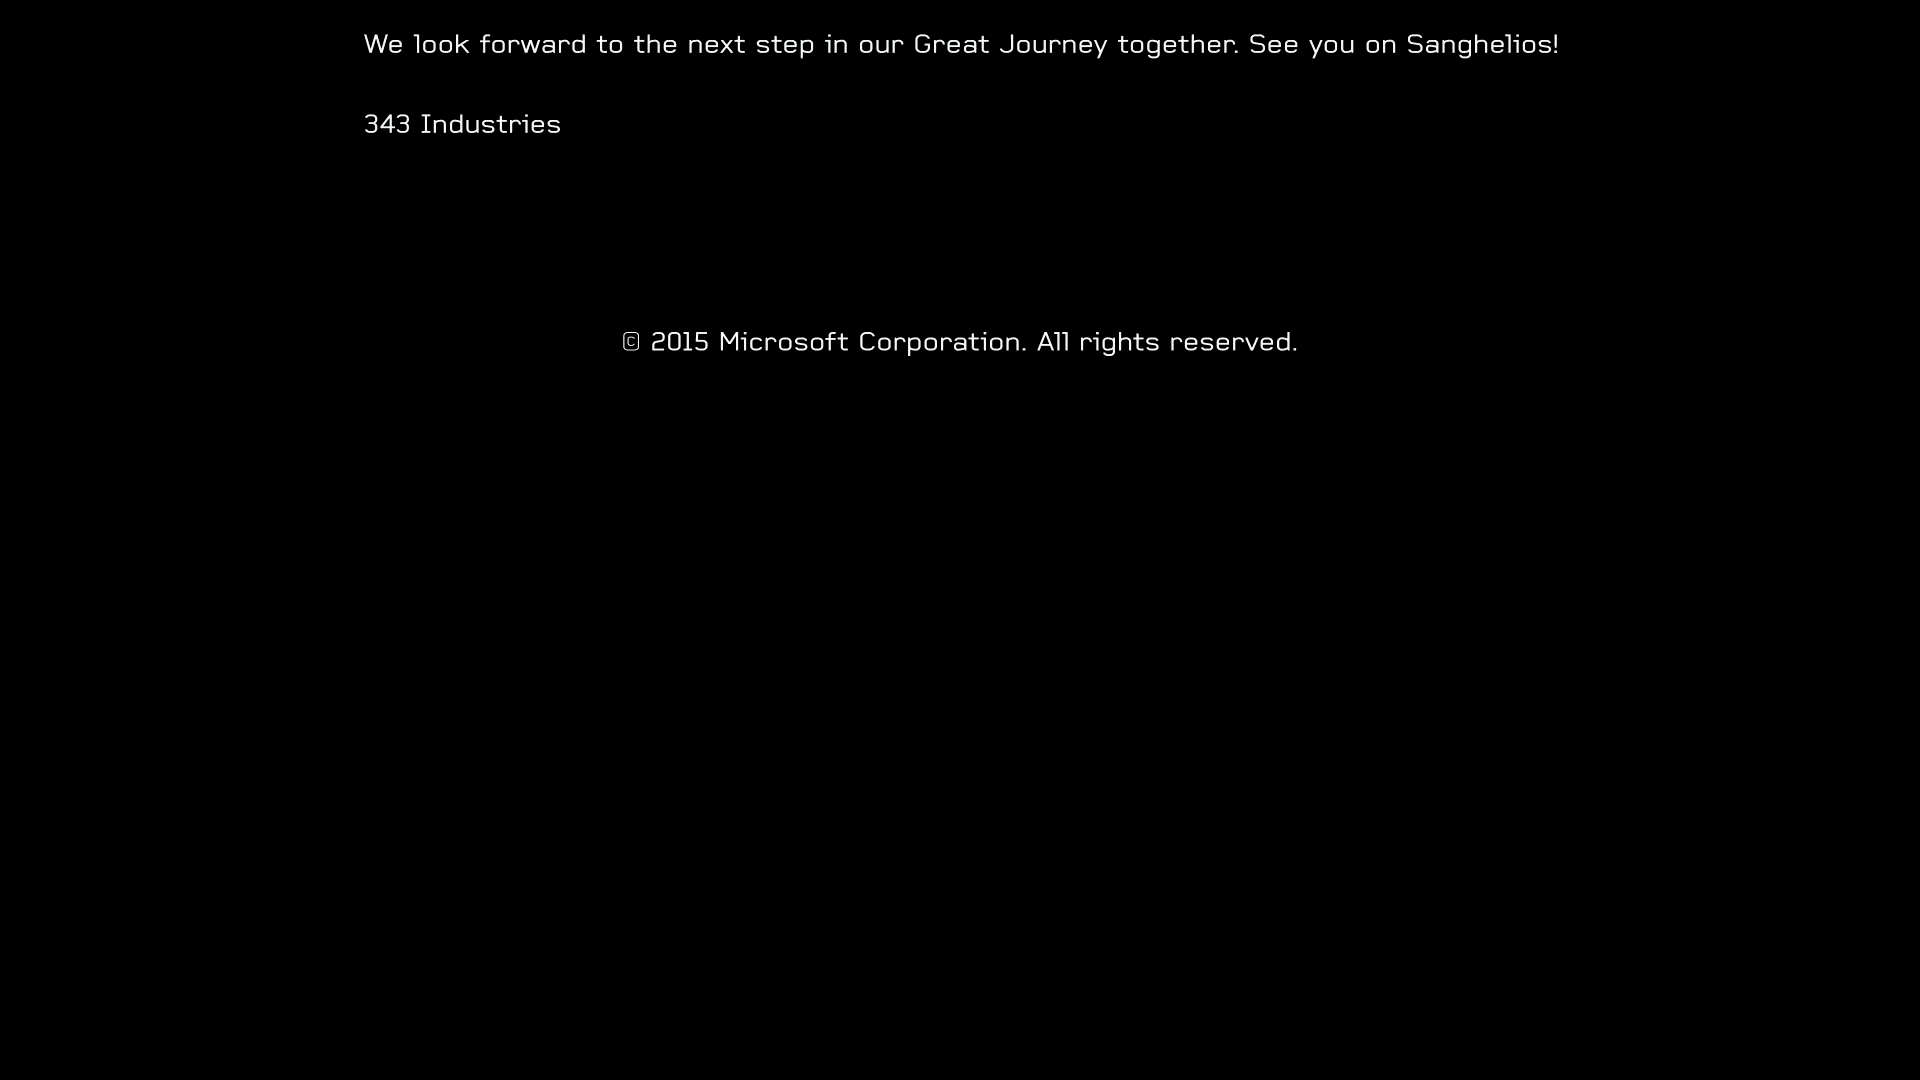 We look forward to the next step in our Great Journey together. See you on Sanghelios!
343 Industries
© 2015 Microsoft Corporation. All rights reserved.